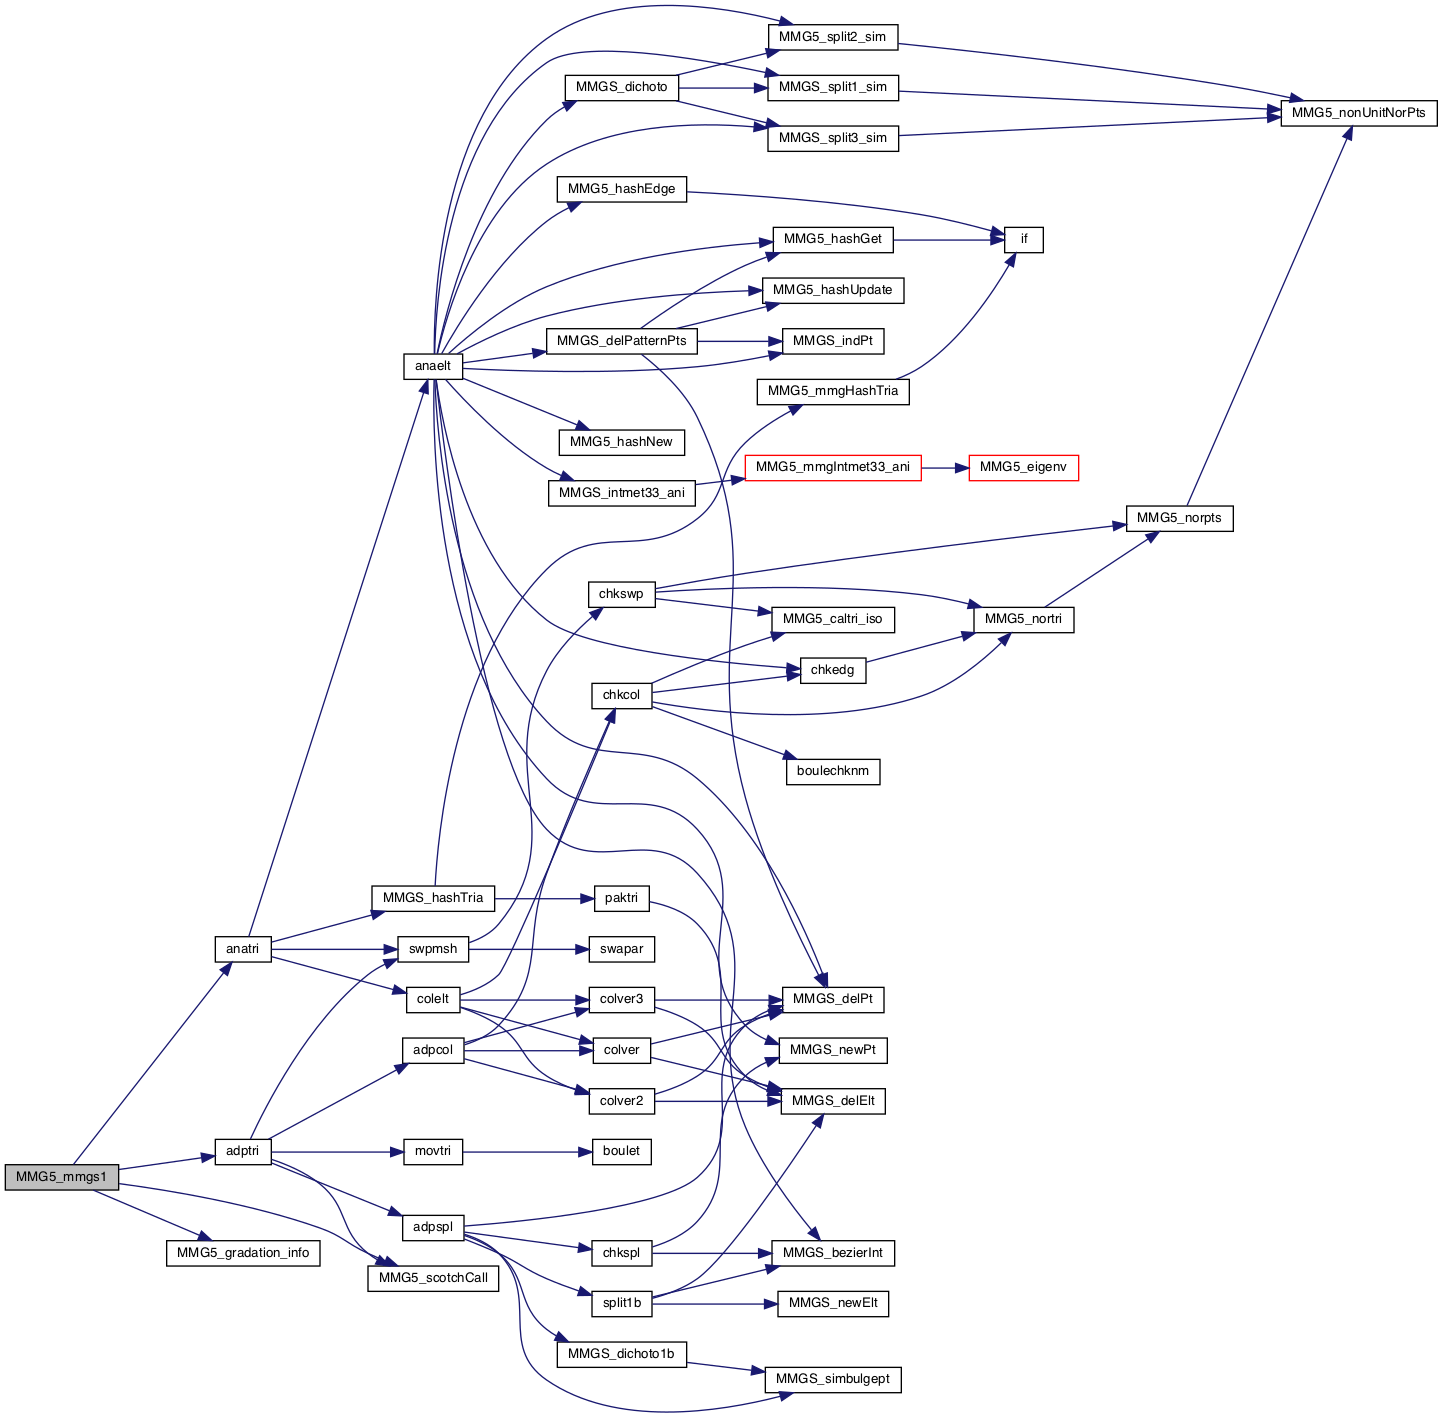 MMG5_split2_sim
MMGS_dichoto
MMGS_split1_sim
MMG5_nonUnitNorPts
MMGS_split3_sim
MMG5_hashEdge
MMG5_hashGet
if
MMG5_hashUpdate
MMGS_delPatternPts
MMGS_indPt
anaelt
MMG5_mmgHashTria
MMG5_hashNew
MMG5_mmgIntmet33_ani
MMG5_eigenv
MMGS_intmet33_ani
MMG5_norpts
chkswp
MMG5_caltri_iso
MMG5_nortri
chkedg
chkcol
boulechknm
MMGS_hashTria
paktri
anatri
swpmsh
swapar
colelt
colver3
MMGS_delPt
adpcol
colver
MMGS_newPt
colver2
MMGS_delElt
adptri
movtri
boulet
MMG5_mmgs1
adpspl
MMG5_gradation_info
chkspl
MMGS_bezierInt
MMG5_scotchCall
split1b
MMGS_newElt
MMGS_dichoto1b
MMGS_simbulgept